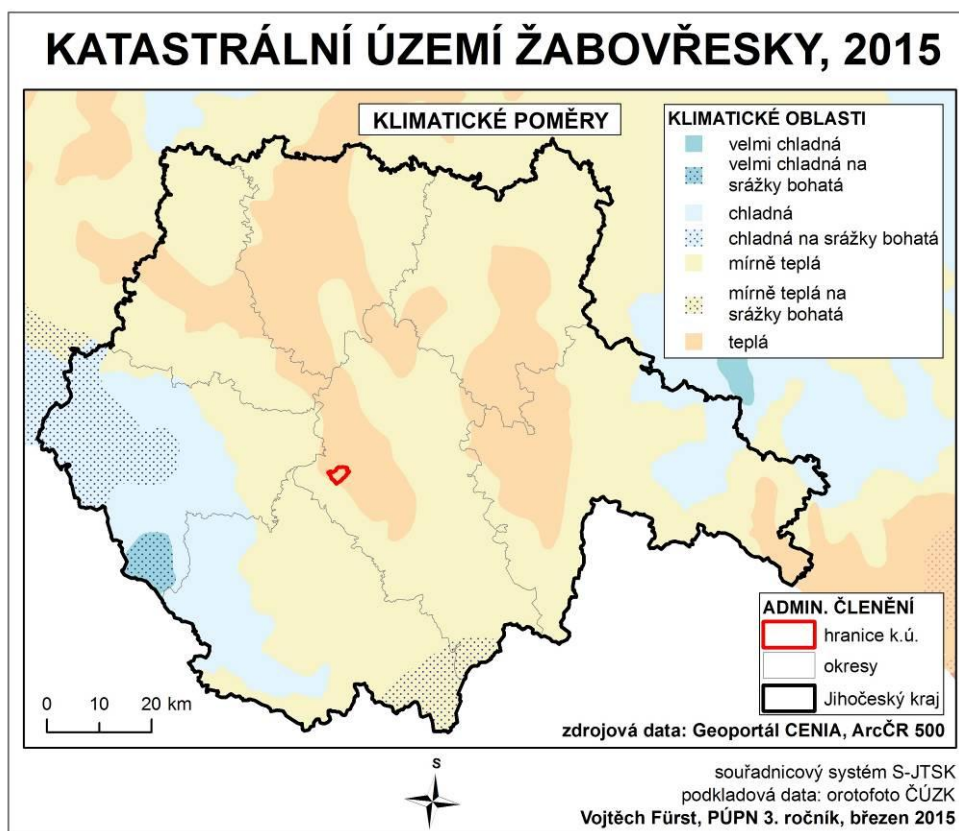 KATASTRÁLNÍ ÚZEMÍ ŽABOVŘESKY, 2015
KLIMATICKÉ POMĚRY
KLIMATICKÉ OBLASTI
velmi chladná
velmi chladná na
srážky bohatá
chladná
chladná na srážky bohatá
mírně teplá
mírně teplá na
srážky bohatá
teplá
ADMIN. ČLENĚNÍ
hranice k.ú.
okresy
Jihočeský kraj
0 10 20 km
zdrojová data: Geoportál CENIA, ArcČR 500
S
souřadnicový systém S-JTSK
podkladová data: orotofoto ČÚZK
Vojtěch Fürst, PÚPN 3. ročník, březen 2015